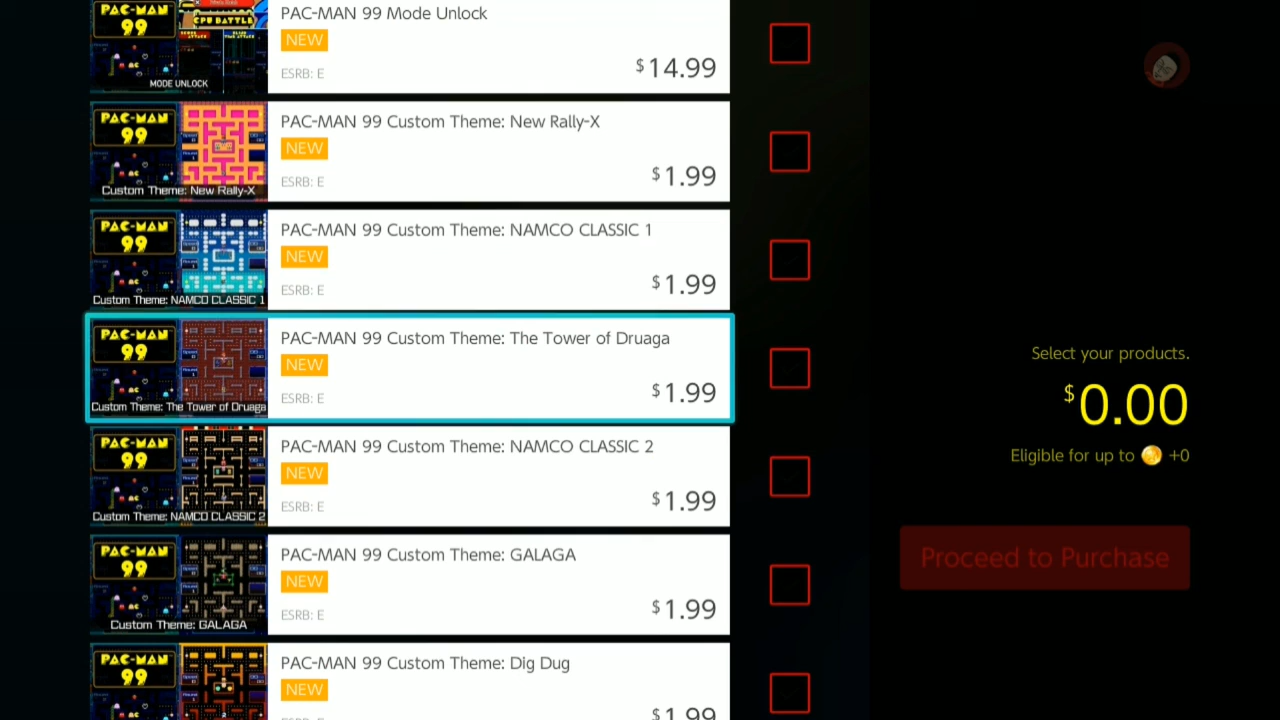 PAC-MAN
99
CPU BATTLE
MODE UNLOCK
PAC-MAN 99 Mode Unlock
NEW
ESRB: E
$14.99
PAC-MAN
99
Custom Theme: New Rally-X
PAC-MAN 99 Custom Theme: New Rally-X
NEW
ESRB: E
$1.99
PAC-MAN
99
Custom Theme: NAMCO CLASSIC 1
PAC-MAN 99 Custom Theme: NAMCO CLASSIC 1
NEW
ESRB: E
$1.99
PAC-MAN
99
Custom Theme: The Tower of Druaga
PAC-MAN 99 Custom Theme: The Tower of Druaga
NEW
ESRB: E
$1.99
PAC-MAN
99
Custom Theme: NAMCO CLASSIC 2
PAC-MAN 99 Custom Theme: NAMCO CLASSIC 2
NEW
ESRB: E
$1.99
PAC-MAN
99
Custom Theme: GALAGA
PAC-MAN 99 Custom Theme: GALAGA
NEW
ESRB: E
$1.99
PAC-MAN
99
PAC-MAN 99 Custom Theme: Dig Dug
NEW
ESRB: E
$1.99
Select your products.
$0.00
Eligible for up to +0
Proceed to Purchase